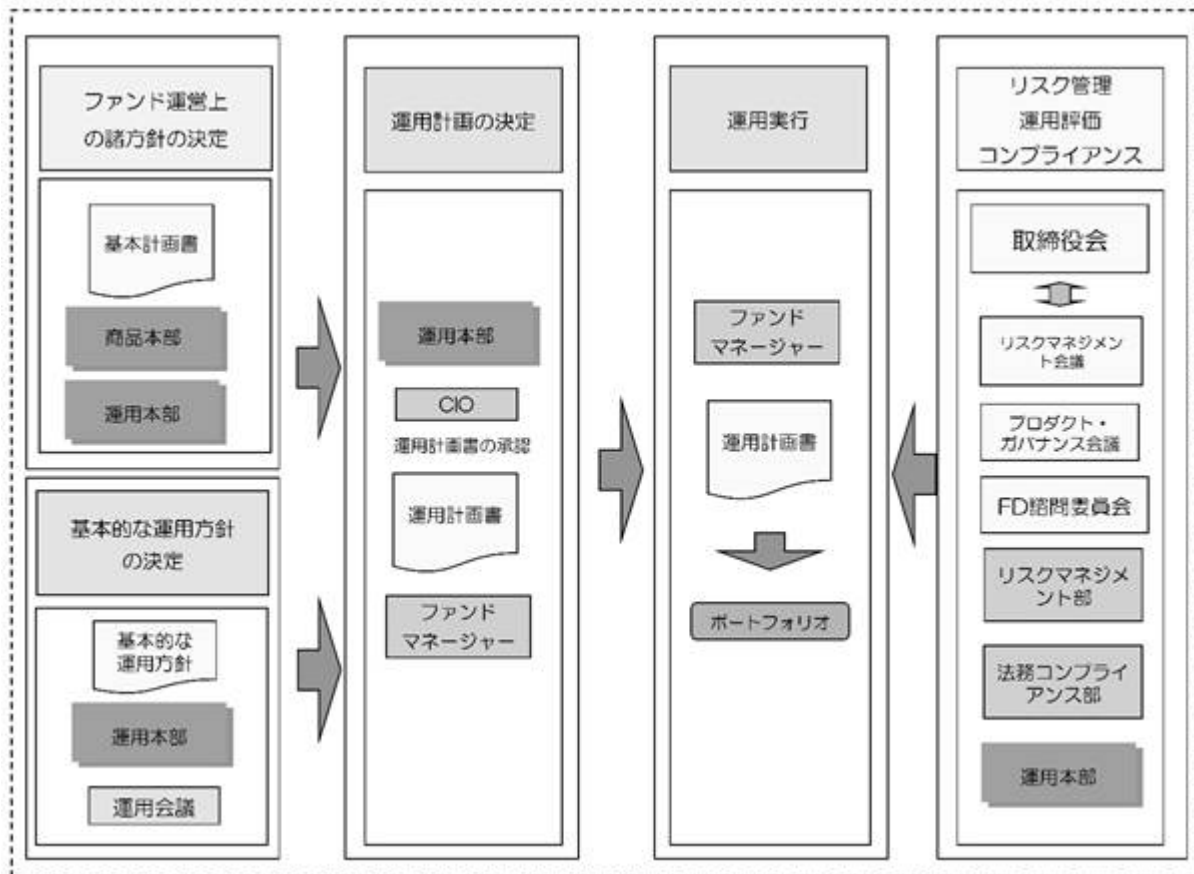 ファンド運営上
の諸方針の決定
基本計画書
商品本部
運用本部
基本的な運用方針
の決定
基本的な
運用方針
運用本部
運用会議
運用計画の決定
運用本部
CIO
運用計画書の承認
運用計画書
ファンド
マネージャー
運用実行
ファンド
マネージャー
運用計画書
ポートフォリオ
リスク管理
運用評価
コンプライアンス
取締役会
リスクマネジメン
ト会議
プロダクト・
ガバナンス会議
FD諮問委員会
リスクマネジメ
ント部
法務コンプライ
アンス部
運用本部